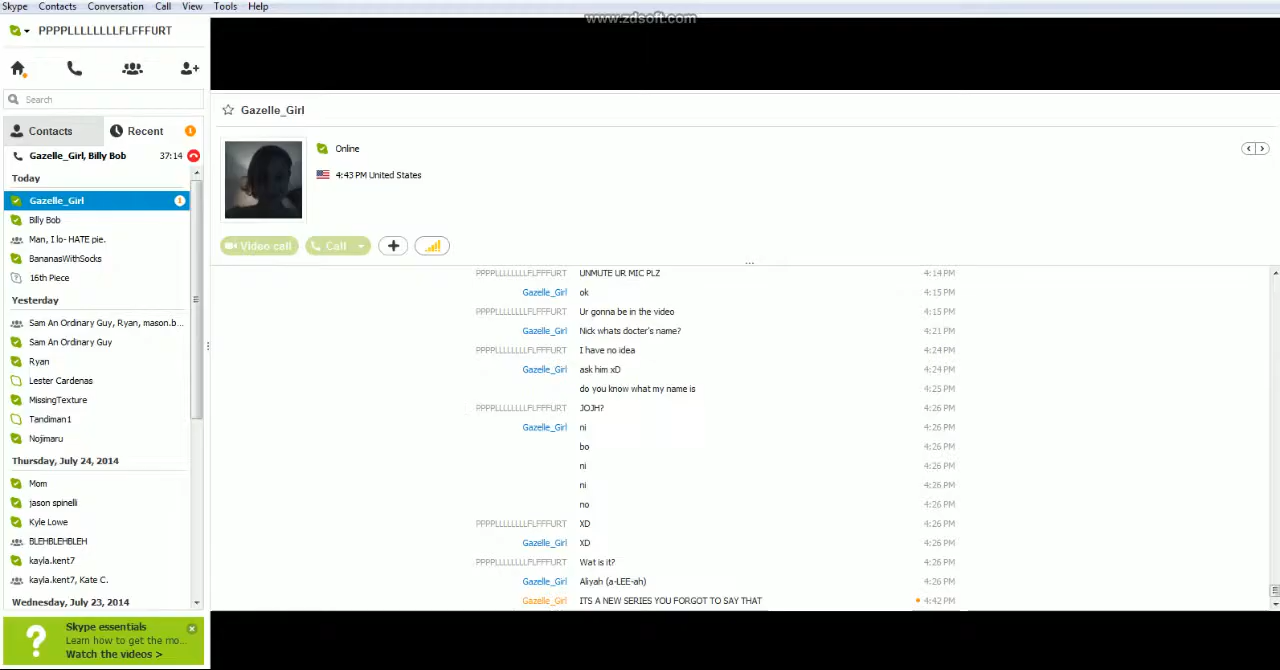 Skype Contacts Conversation Call View Tools Help
www.zdsoft.com
PPPPLLLLLLLFLFFFURT
Search
Contacts Recent
Gazelle_Girl, Billy Bob 37:14
Today
Gazelle_Girl
Billy Bob
Man, I lo- HATE pie.
BananasWithSocks
16th Piece
Yesterday
Sam An Ordinary Guy, Ryan, mason.b...
Sam An Ordinary Guy
Ryan
Lester Cardenas
MissingTexture
Tandiman1
Nojimaru
Thursday, July 24, 2014
Mom
jason spinelli
Kyle Lowe
BLEHBLEHBLEH
kayla.kent7
kayla.kent7, Kate C.
Wednesday, July 23, 2014
?
Skype essentials
Learn how to get the mo...
Watch the videos >
Gazelle_Girl
Online
4:43 PM United States
Video call Call
PPPPLLLLLLLFLFFFURT UNMUTE UR MIC PLZ 4:14 PM
Gazelle_Girl ok 4:15 PM
PPPPLLLLLLLFLFFFURT Ur gonna be in the video 4:15 PM
Gazelle_Girl Nick whats docter's name? 4:21 PM
PPPPLLLLLLLFLFFFURT I have no idea 4:24 PM
Gazelle_Girl ask him xD 4:24 PM
do you know what my name is 4:25 PM
PPPPLLLLLLLFLFFFURT JOJH? 4:26 PM
Gazelle_Girl ni 4:26 PM
bo 4:26 PM
ni 4:26 PM
ni 4:26 PM
no 4:26 PM
PPPPLLLLLLLFLFFFURT XD 4:26 PM
Gazelle_Girl XD 4:26 PM
PPPPLLLLLLLFLFFFURT Wat is it? 4:26 PM
Gazelle_Girl Aliyah (a-LEE-ah) 4:26 PM
Gazelle_Girl ITS A NEW SERIES YOU FORGOT TO SAY THAT 4:42 PM